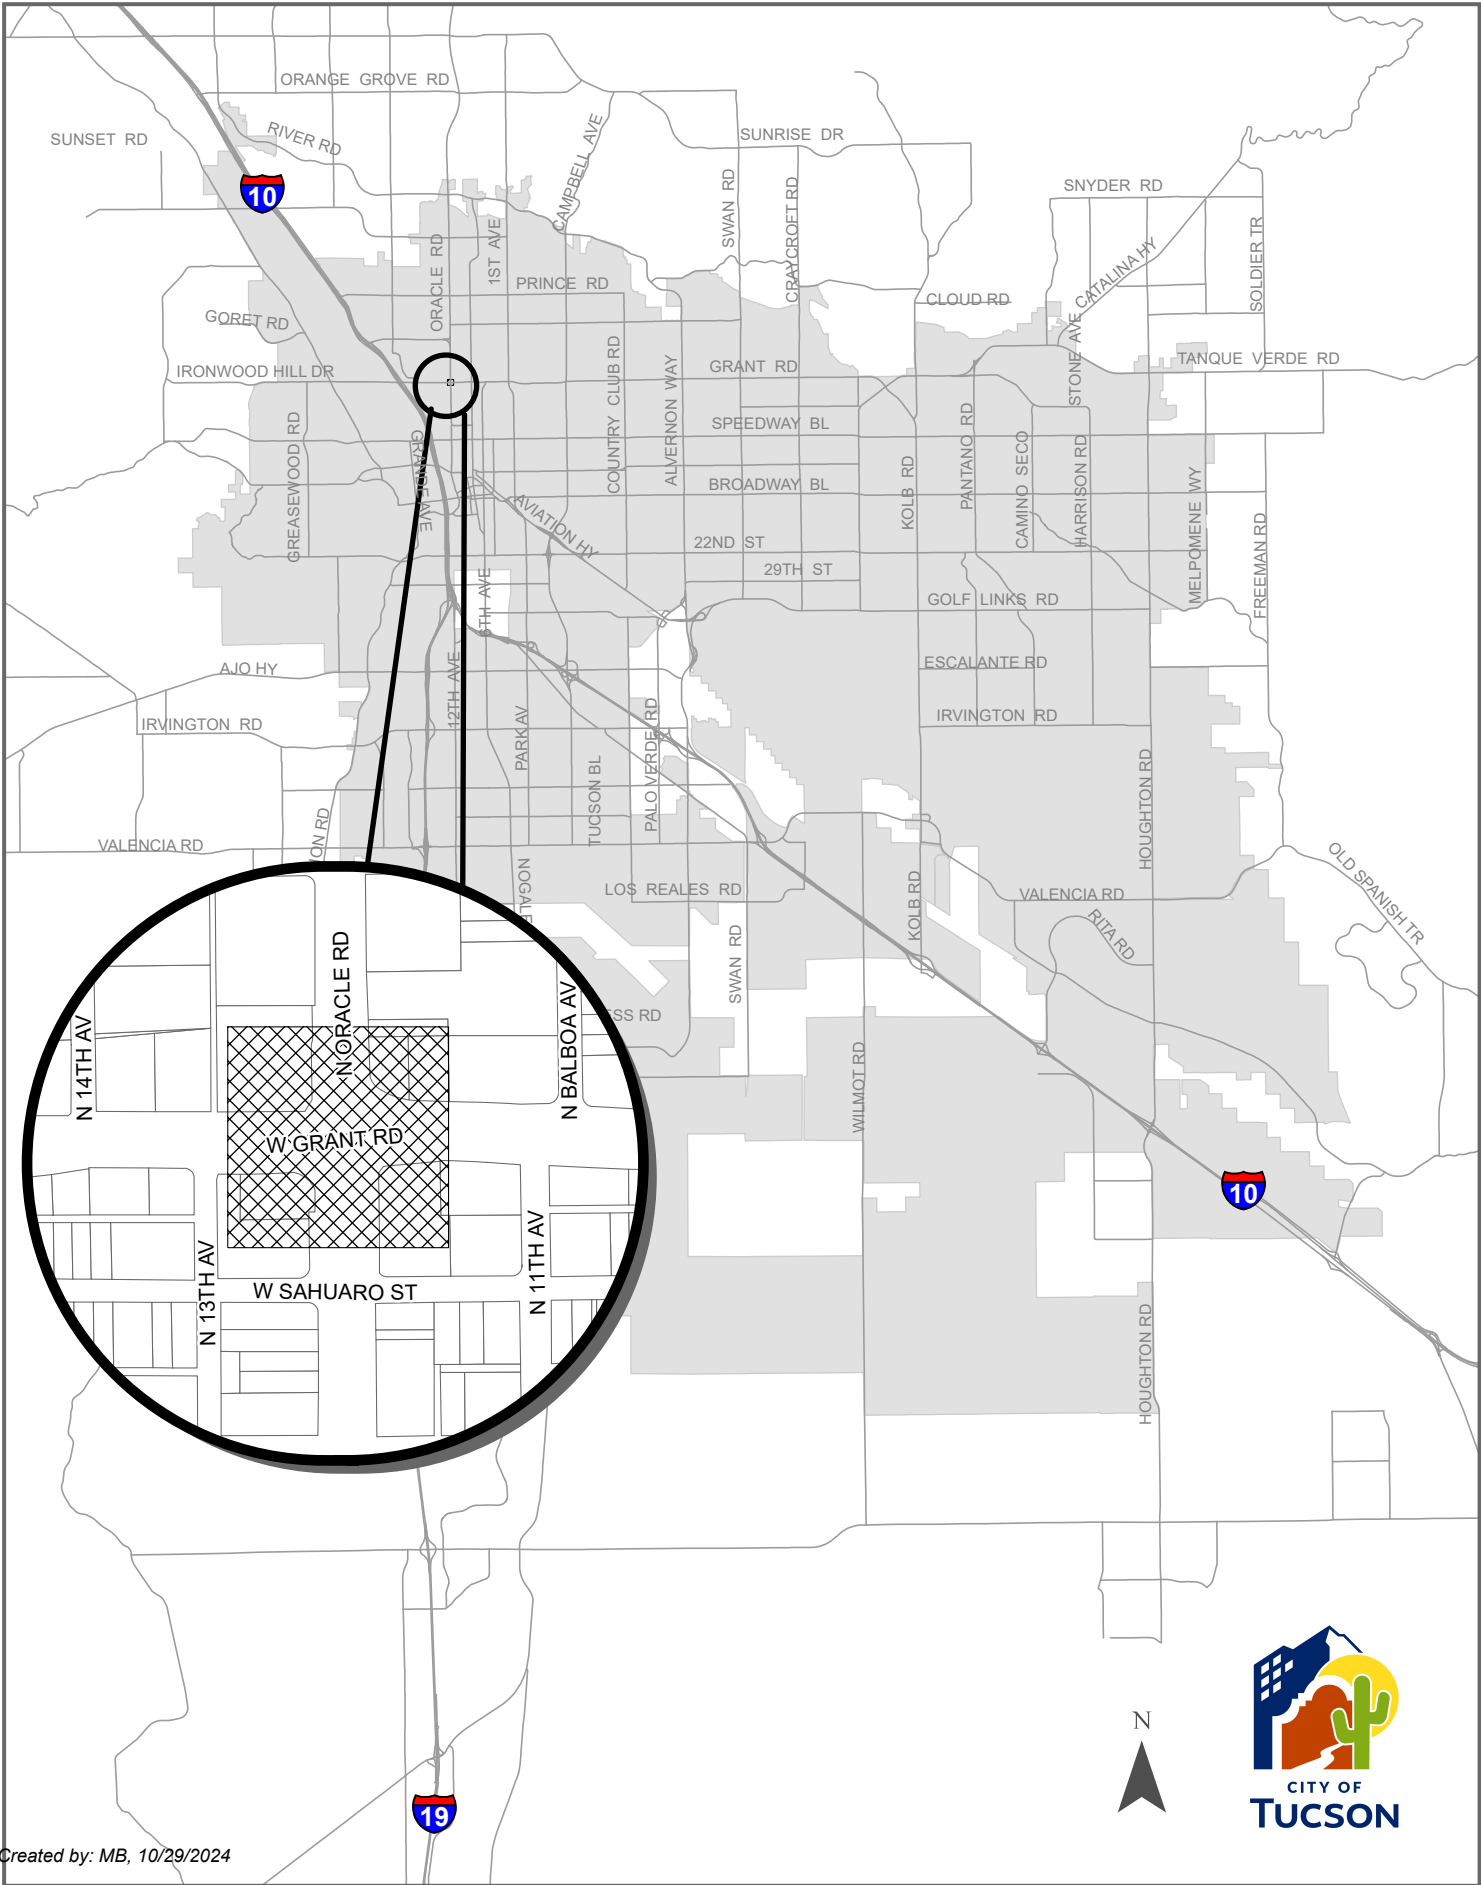 ORANGE GROVE RD
SUNSET RD
RIVER RD
CAMPBELL AVE
SUNRISE DR
10
SWAN RD
CRAYCROFT RD
SNYDER RD
SOLDIER TR
CATALINA HY
ORACLE RD
1ST AVE
PRINCE RD
CLOUD RD
GORET RD
STONE AVE
IRONWOOD HILL DR
COUNTRY CLUB RD
ALVERNON WAY
GRANT RD
TANQUE VERDE RD
GREASEWOOD RD
GRANDE AVE
SPEEDWAY BL
PANTANO RD
CAMINO SECO
HARRISON RD
KOLB RD
BROADWAY BL
MELPOMENE WY
FREEMAN RD
AVIATION HY
22ND ST
29TH ST
6TH AVE
GOLF LINKS RD
AJO HY
12TH AVE
ESCALANTE RD
IRVINGTON RD
PARK AV
PALO VERDE RD
IRVINGTON RD
TUCSON BL
HOUGHTON RD
VALENCIA RD
ION RD
NOGALE
LOS REALES RD
KOLB RD
VALENCIA RD
OLD SPANISH TR
RITA RD
SWAN RD
ESS RD
WILMOT RD
N ORACLE RD
N 14TH AV
N BALBOA AV
W GRANT RD
N 13TH AV
N 11TH AV
W SAHUARO ST
10
HOUGHTON RD
19
N
CITY OF
TUCSON
Created by: MB, 10/29/2024